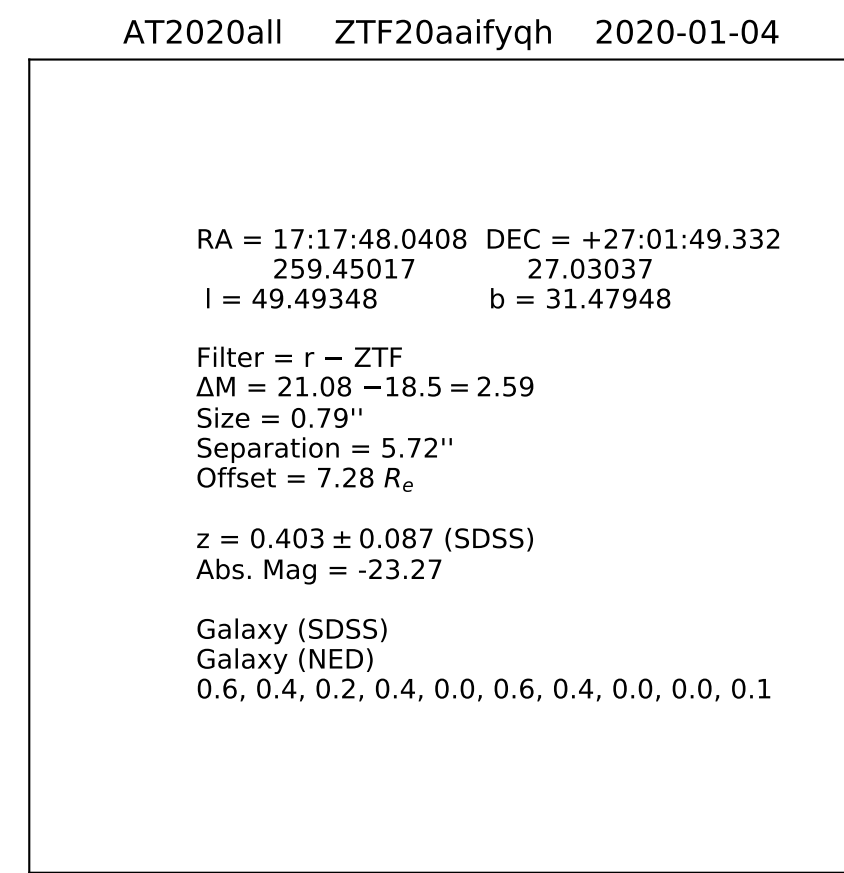 AT2020all ZTF20aaifyqh 2020-01-04
RA = 17:17:48.0408 DEC = +27:01:49.332
259.45017 27.03037
l = 49.49348 b = 31.47948
Filter = r − ZTF
ΔM = 21.08 −18.5 = 2.59
Size = 0.79''
Separation = 5.72''
Offset = 7.28 Re
z = 0.403 ± 0.087 (SDSS)
Abs. Mag = -23.27
Galaxy (SDSS)
Galaxy (NED)
0.6, 0.4, 0.2, 0.4, 0.0, 0.6, 0.4, 0.0, 0.0, 0.1